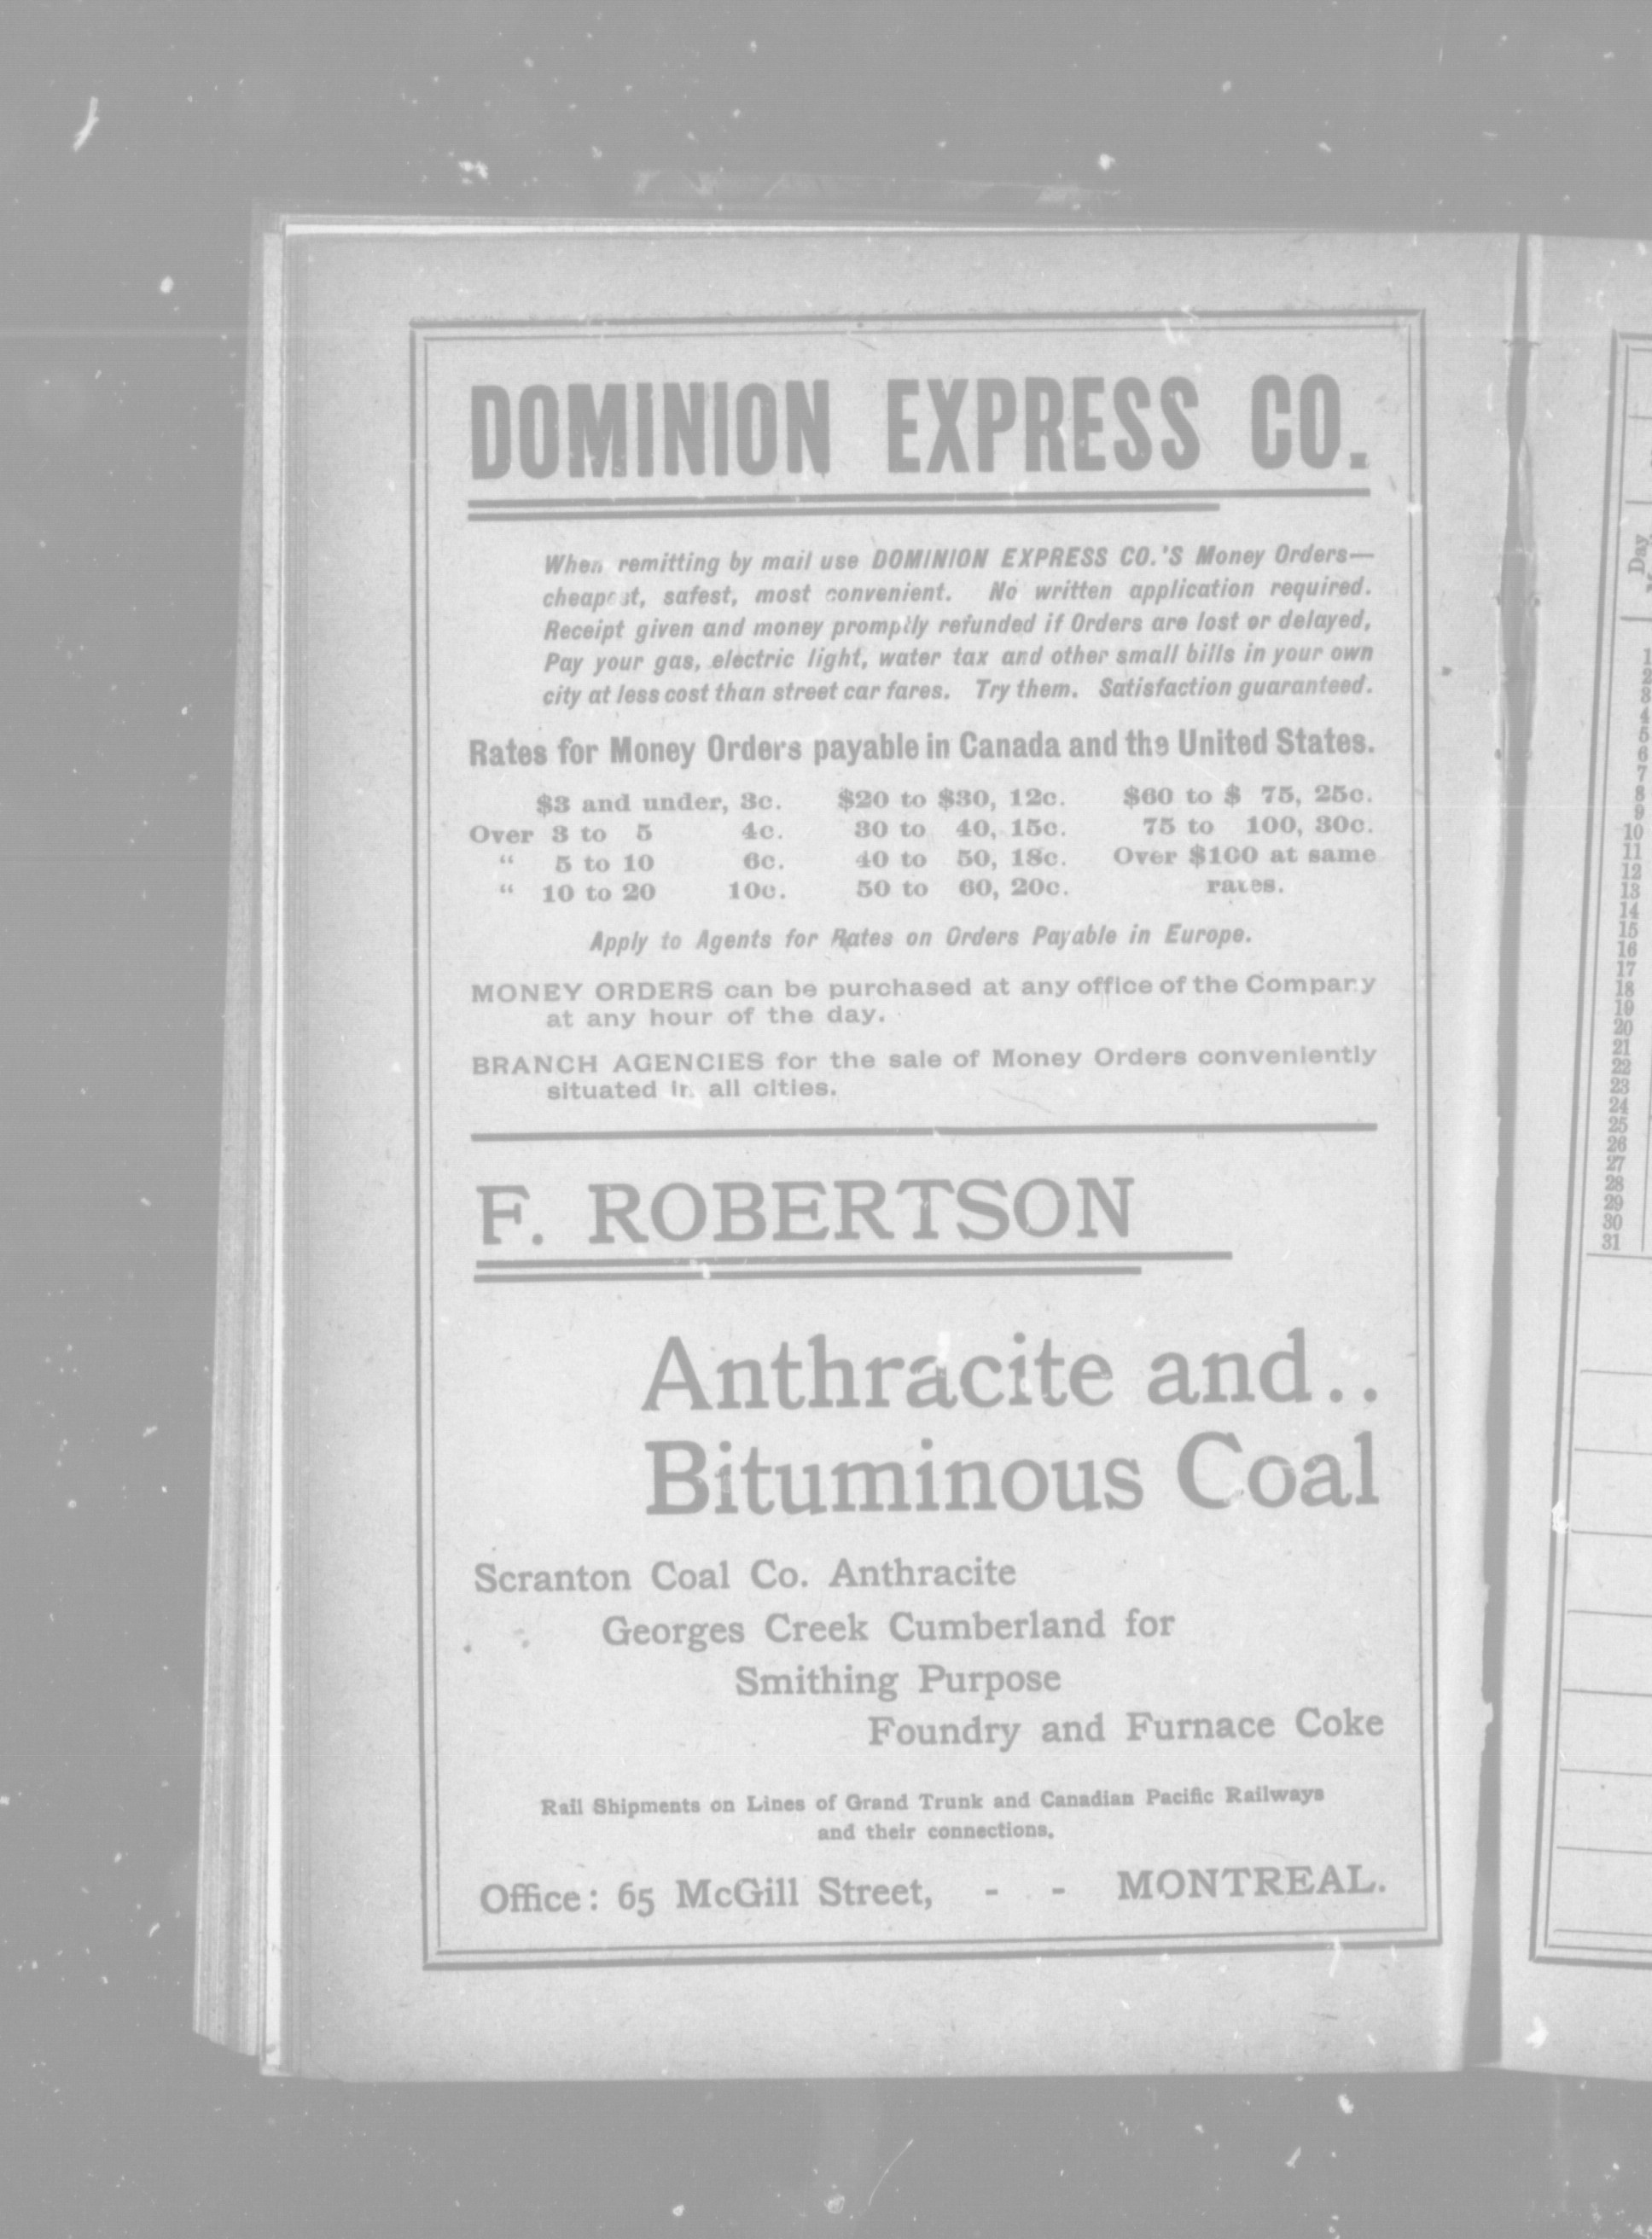 DOMINION EXPRESS CO.
When remitting by mail use DOMINION EXPRESS CO.'S Money Orders—
cheapest, safest, most convenient. No written application required.
Receipt given and money promptly refunded if Orders are lost or delayed,
Pay your gas, electric light, water tax and other small bills in your own
city at less cost than street car fares. Try them. Satisfaction guaranteed.
Rates for Money Orders payable in Canada and the United States.
$3 and under, 3c. $20 to $30, 12c. $60 to $ 75, 25c.
Over 3 to 5 4c. 30 to 40, 15c. 75 to 100, 30c.
“ 5 to 10 6c. 40 to 50, 18c. Over $100 at same
“ 10 to 20 10c. 50 to 60, 20c. rates.
Apply to Agents for Rates on Orders Payable in Europe.
MONEY ORDERS can be purchased at any office of the Company
at any hour of the day.
BRANCH AGENCIES for the sale of Money Orders conveniently
situated in all cities.
F. ROBERTSON
Anthracite and..
Bituminous Coal
Scranton Coal Co. Anthracite
Georges Creek Cumberland for
Smithing Purpose
Foundry and Furnace Coke
Rail Shipments on Lines of Grand Trunk and Canadian Pacific Railways
and their connections.
Office: 65 McGill Street, - - MONTREAL.
Day
1
2
3
4
5
6
7
8
9
10
11
12
13
14
15
16
17
18
19
20
21
22
23
24
25
26
27
28
29
30
31